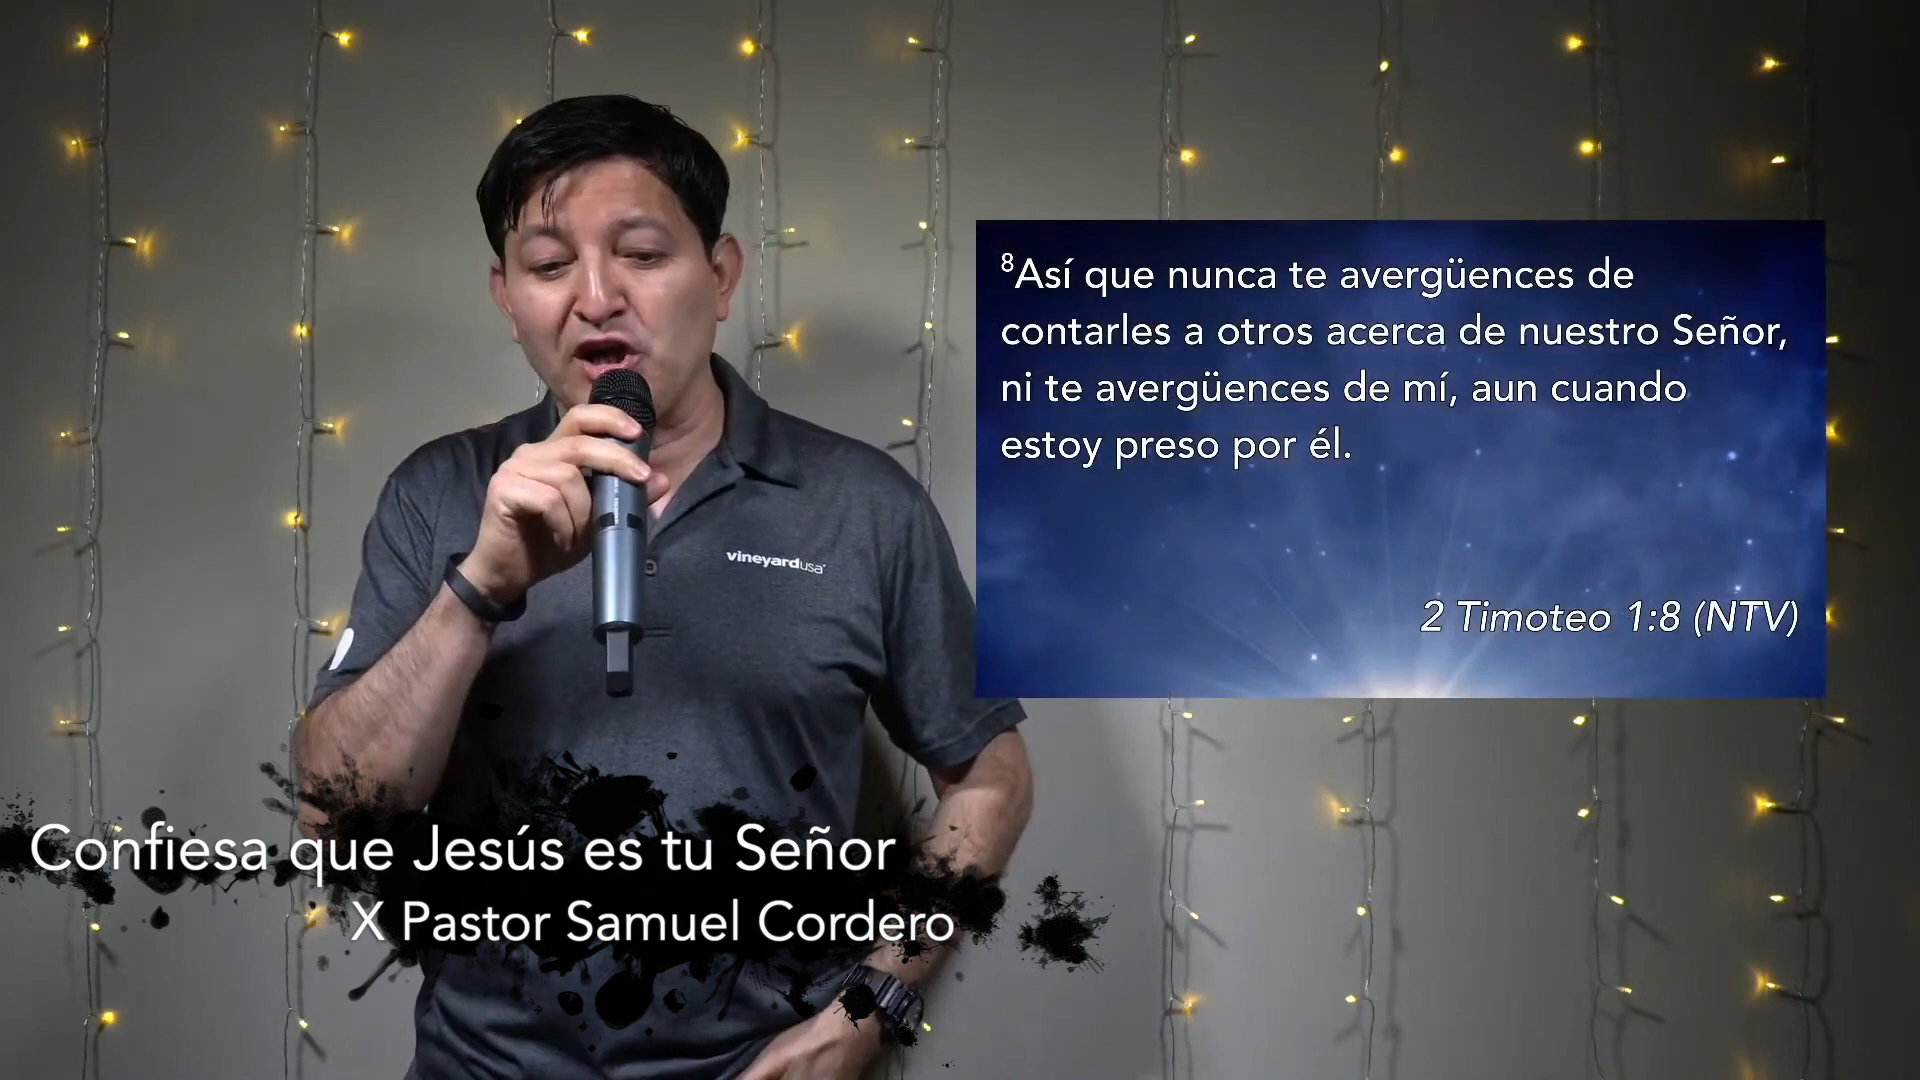 ⁸Así que nunca te avergüences de
contarles a otros acerca de nuestro Señor,
ni te avergüences de mí, aun cuando
estoy preso por él.
2 Timoteo 1:8 (NTV)
vineyardusa
Confiesa que Jesús es tu Señor
X Pastor Samuel Cordero